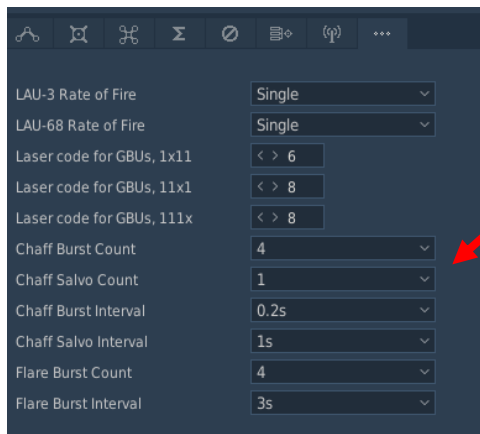 LAU-3 Rate of Fire Single
LAU-68 Rate of Fire Single
Laser code for GBUs, 1x11 < > 6
Laser code for GBUs, 11x1 < > 8
Laser code for GBUs, 111x < > 8
Chaff Burst Count 4
Chaff Salvo Count 1
Chaff Burst Interval 0.2s
Chaff Salvo Interval 1s
Flare Burst Count 4
Flare Burst Interval 3s